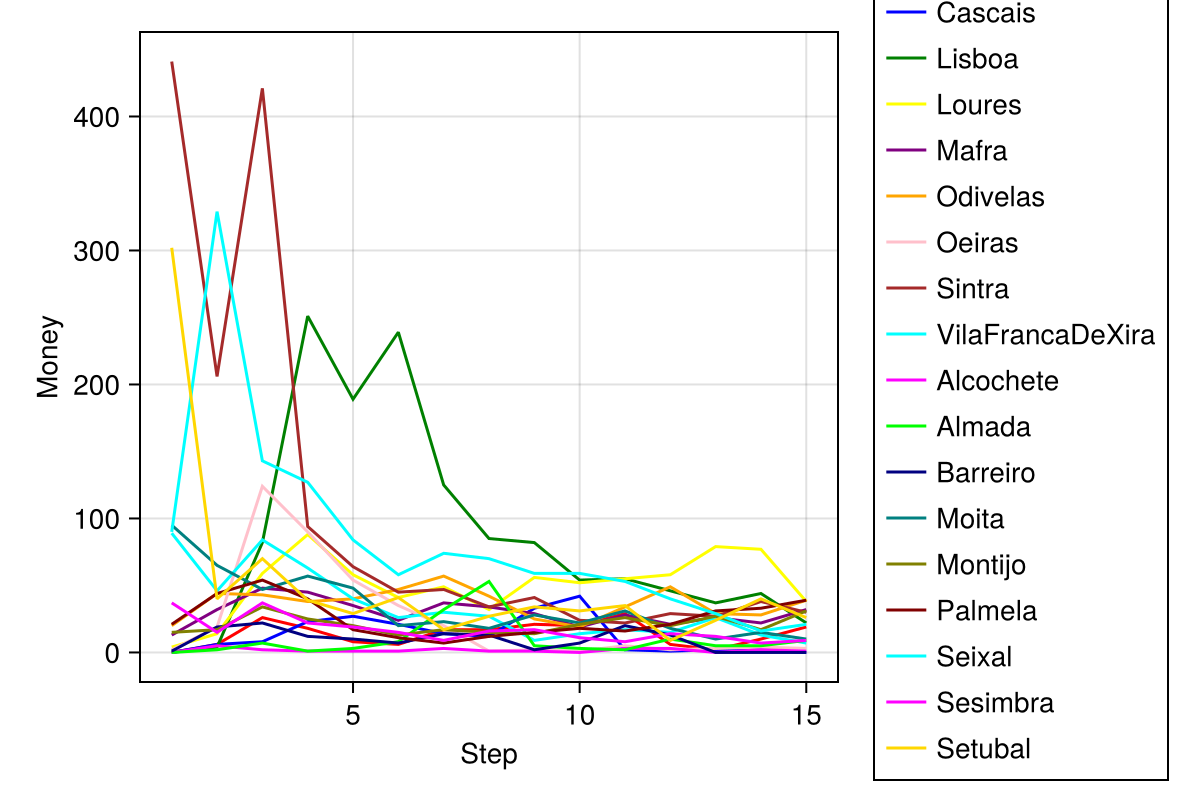 400
300
200
100
0
Money
5
10
15
Step
Cascais
Lisboa
Loures
Mafra
Odivelas
Oeiras
Sintra
VilaFrancaDeXira
Alcochete
Almada
Barreiro
Moita
Montijo
Palmela
Seixal
Sesimbra
Setubal